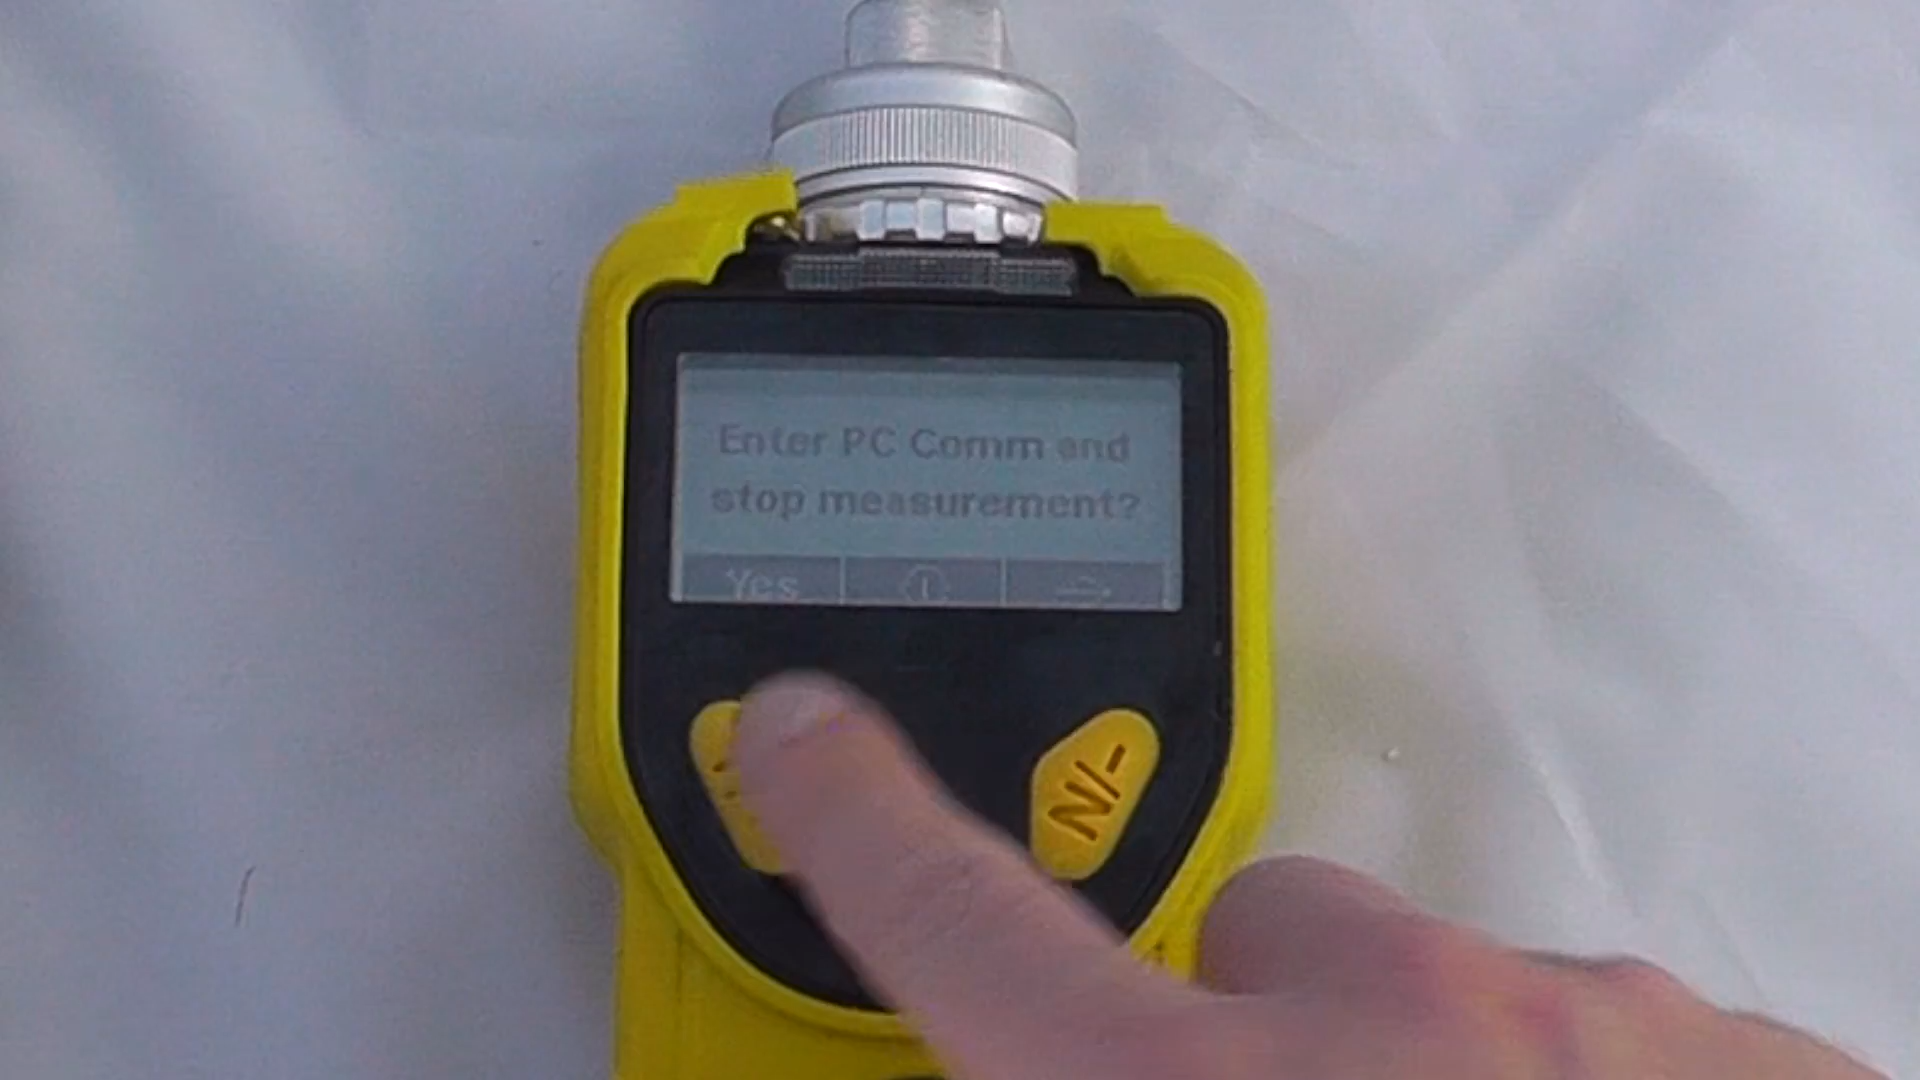 Enter PC Comm and
stop measurement?
Yes
N/-